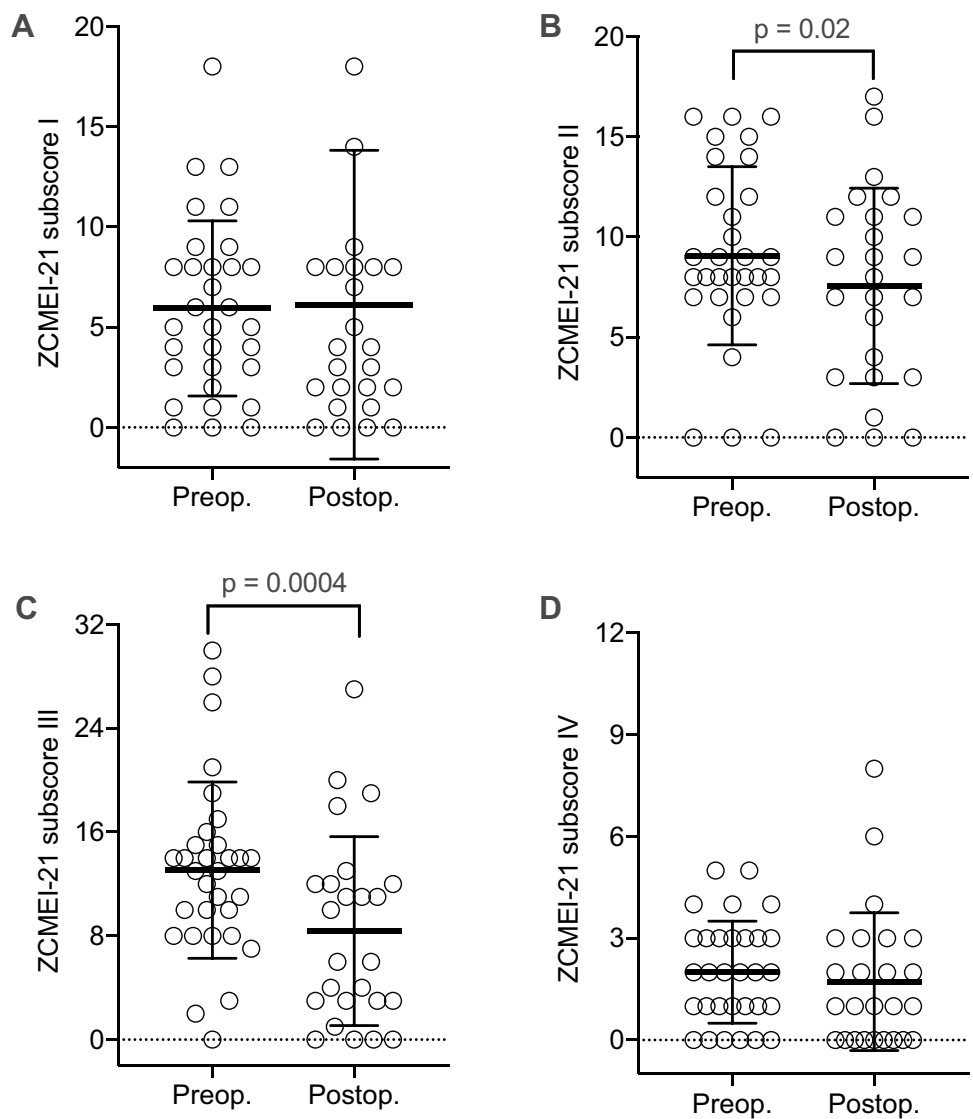 A
ZCMEI-21 subscore I
20
15
10
5
0
Preop. Postop.
B
p = 0.02
ZCMEI-21 subscore II
20
15
10
5
0
Preop. Postop.
C
p = 0.0004
ZCMEI-21 subscore III
32
24
16
8
0
Preop. Postop.
D
ZCMEI-21 subscore IV
12
9
6
3
0
Preop. Postop.